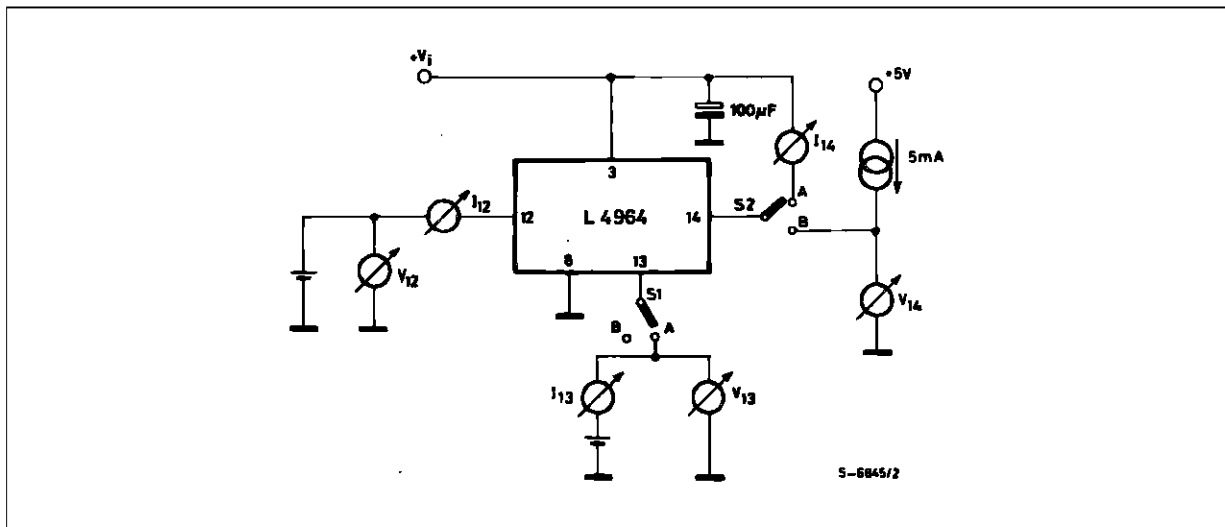 +Vi
+5V
100µF
I14
5mA
3
A
S2
I12
12
L 4964
14
B
V12
8
13
S1
V14
B
A
I13
V13
S-6845/2